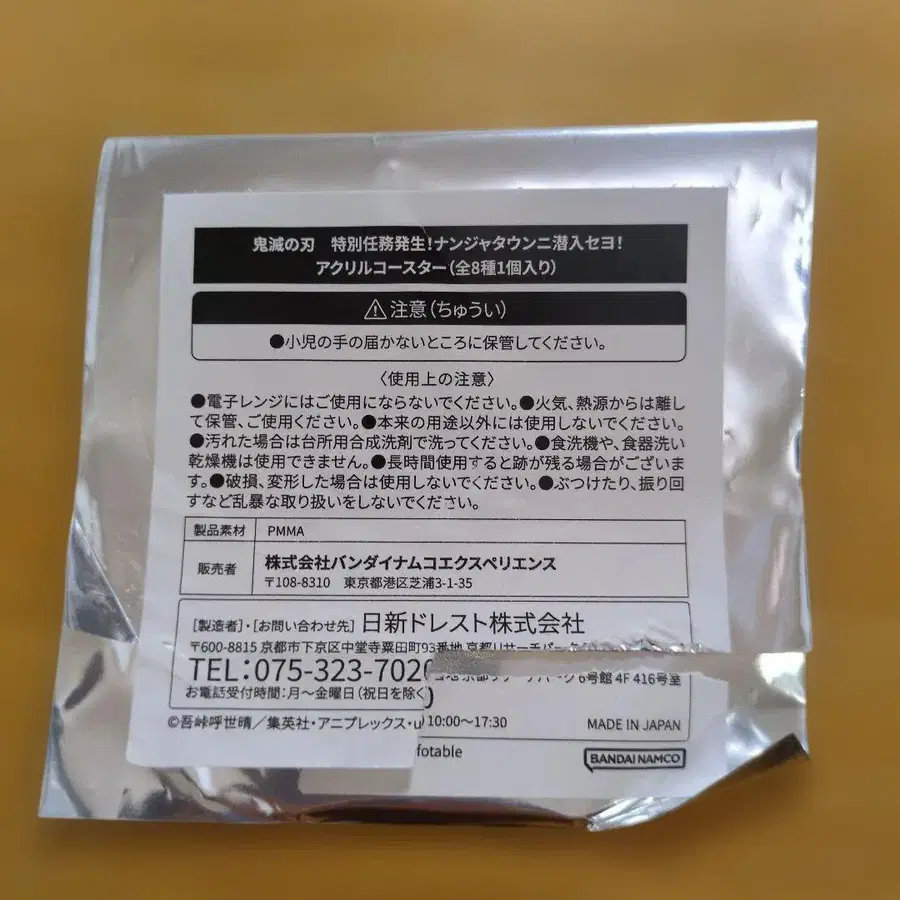 鬼滅の刃 特別任務発生!ナンジャタウンニ潜入セヨ!
アクリルコースター(全8種1個入り)
⚠注意(ちゅうい)
●小児の手の届かないところに保管してください。
〈使用上の注意〉
●電子レンジにはご使用にならないでください。●火気、熱源からは離し
て保管、ご使用ください。●本来の用途以外には使用しないでください。
●汚れた場合は台所用合成洗剤で洗ってください。●食洗機や、食器洗い
乾燥機は使用できません。●長時間使用すると跡が残る場合がございま
す。●破損、変形した場合は使用しないでください。●ぶつけたり、振り回
すなど乱暴な取り扱いをしないでください。
製品素材 PMMA
販売者 株式会社バンダイナムコエクスペリエンス
〒108-8310 東京都港区芝浦3-1-35
[製造者]・[お問い合わせ先] 日新ドレスト株式会社
〒600-8815 京都市下京区中堂寺粟田町93番地 京都リサーチパーク 6号館 4F 416号室
TEL:075-323-702
お電話受付時間:月〜金曜日(祝日を除く) 10:00〜17:30
©吾峠呼世晴/集英社・アニプレックス・u fotable
MADE IN JAPAN
BANDAI NAMCO